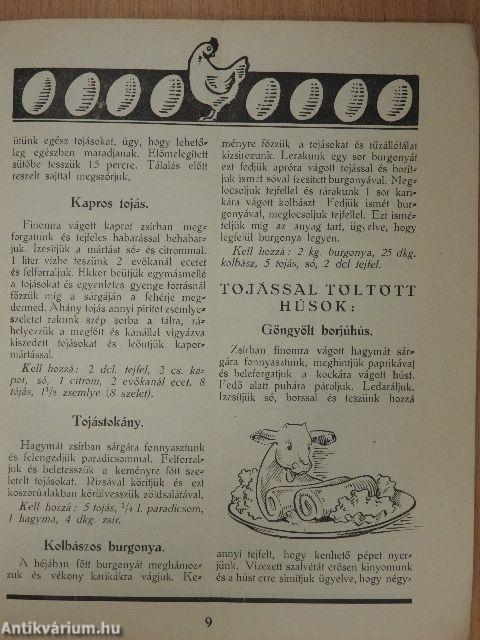 ürünk egész tojásokat, úgy, hogy lehető-
leg egészben maradjanak. Előmelegített
sütőbe tesszük 15 percre. Tálalás előtt
reszelt sajttal megszórjuk.
Kapros tojás.
Finomra vágott kaprot zsírban meg-
forgatunk és tejfeles habarással behabar-
juk. Ízesítjük a mártást só- és citrommal.
1 liter vízbe teszünk 2 evőkanál ecetet
és felforraljuk. Ekkor beütjük egymásmellé
a tojásokat és egyenletes gyenge forrásnál
főzzük míg a sárgáján a fehérje meg-
dermed. Ahány tojás annyi pirított zsemlye-
szeletet rakunk szép sorba a tálra, rá-
helyezzük a megfőtt és kanállal vigyázva
kiszedett tojásokat és leöntjük kapor-
mártással.
Kell hozzá: 2 dcl. tejfel, 2 cs. ka-
por, só, 1 citrom, 2 evőkanál ecet, 8
tojás, 1½ zsemlye (8 szelet).
Tojástokány.
Hagymát zsírban sárgára fonnyasztunk
és felengedjük paradicsommal. Felforral-
juk és beletesszük a keményre főtt sze-
letelt tojásokat. Rizsával körítjük és ezt
koszorúalakban körülvesszük zöldsalátával.
Kell hozzá: 5 tojás, ¼ l. paradicsom,
1 hagyma, 4 dkg. zsír.
Kolbászos burgonya.
A héjában főtt burgonyát meghámoz-
zuk és vékony karikákra vágjuk. Ke-
ményre főzzük a tojásokat és tűzállótálat
kizsirozunk. Lerakunk egy sor burgonyát
ezt fedjük apróra vágott tojással és borít-
juk ismét sóval ízesített burgonyával. Meg-
locsoljuk tejfellel és rárakunk 1 sor kari-
kára vágott kolbászt Fedjük ismét bur-
gonyával, meglocsoljuk tejfellel. Ezt ismé-
teljük míg az anyag tart, ügyelve, hogy
legfelül burgonya legyen.
Kell hozzá: 2 kg. burgonya, 25 dkg.
kolbász, 5 tojás, só, 2 dcl tejfel.
TOJÁSSAL TÖLTÖTT
HÚSOK:
Göngyölt borjúhús.
Zsírban finomra vágott hagymát sár-
gára fonnyasztunk, meghintjük paprikával
és beleforgatjuk a kockára vágott húst.
Fedő alatt puhára pároljuk. Ledaráljuk.
Ízesítjük só, borssal és teszünk hozzá
annyi tejfelt, hogy kenhető pépet nyer-
jünk. Vizezett szalvétát erősen kinyomunk
és a húst erre simítjuk ügyelve, hogy négy-
9
Antikvárium.hu